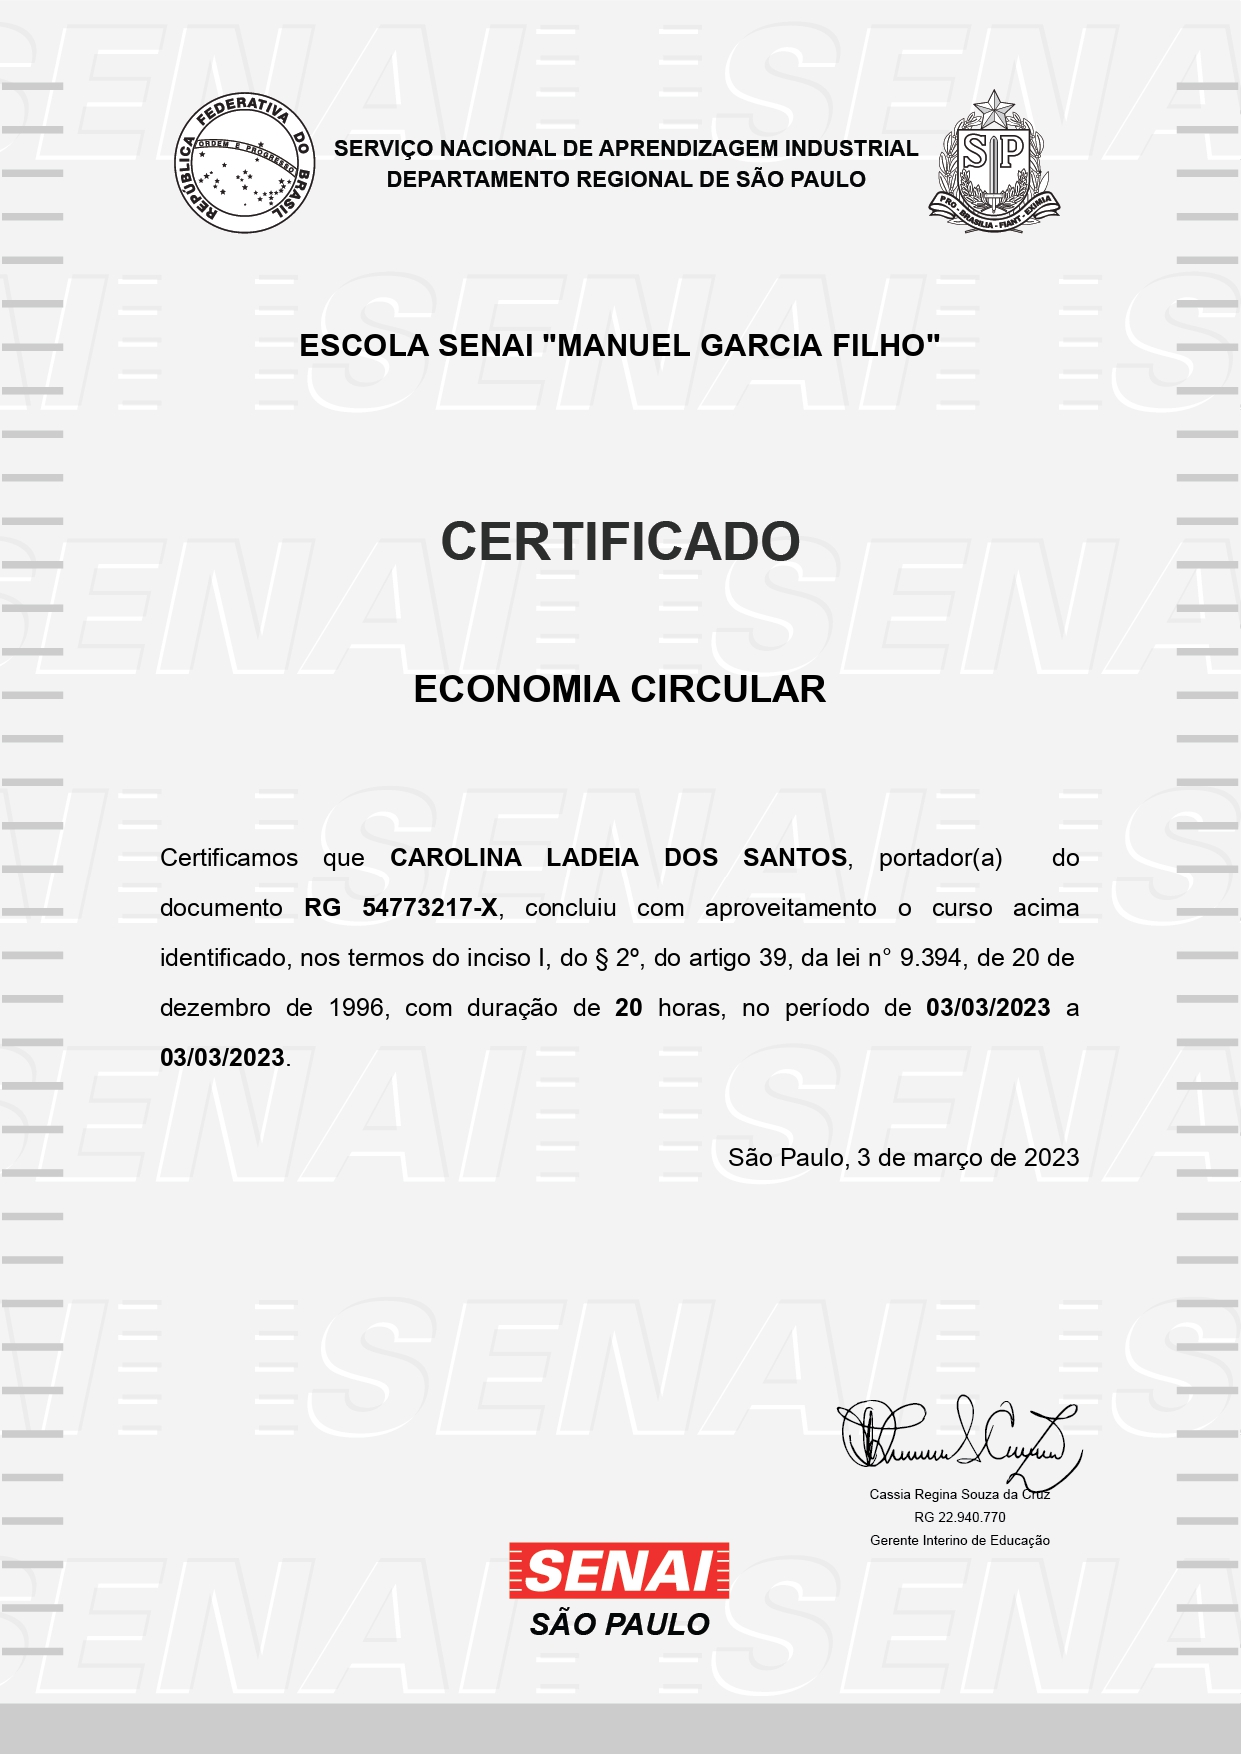 REPÚBLICA FEDERATIVA DO BRASIL
ORDEM E PROGRESSO
SERVIÇO NACIONAL DE APRENDIZAGEM INDUSTRIAL
DEPARTAMENTO REGIONAL DE SÃO PAULO
SP
PRO - BRASILIA - FIANT - EXIMIA
ESCOLA SENAI "MANUEL GARCIA FILHO"
CERTIFICADO
ECONOMIA CIRCULAR
Certificamos que CAROLINA LADEIA DOS SANTOS, portador(a) do
documento RG 54773217-X, concluiu com aproveitamento o curso acima
identificado, nos termos do inciso I, do § 2º, do artigo 39, da lei n° 9.394, de 20 de
dezembro de 1996, com duração de 20 horas, no período de 03/03/2023 a
03/03/2023.
São Paulo, 3 de março de 2023
Cassia Regina Souza da Cruz
RG 22.940.770
Gerente Interino de Educação
SENAI
SÃO PAULO